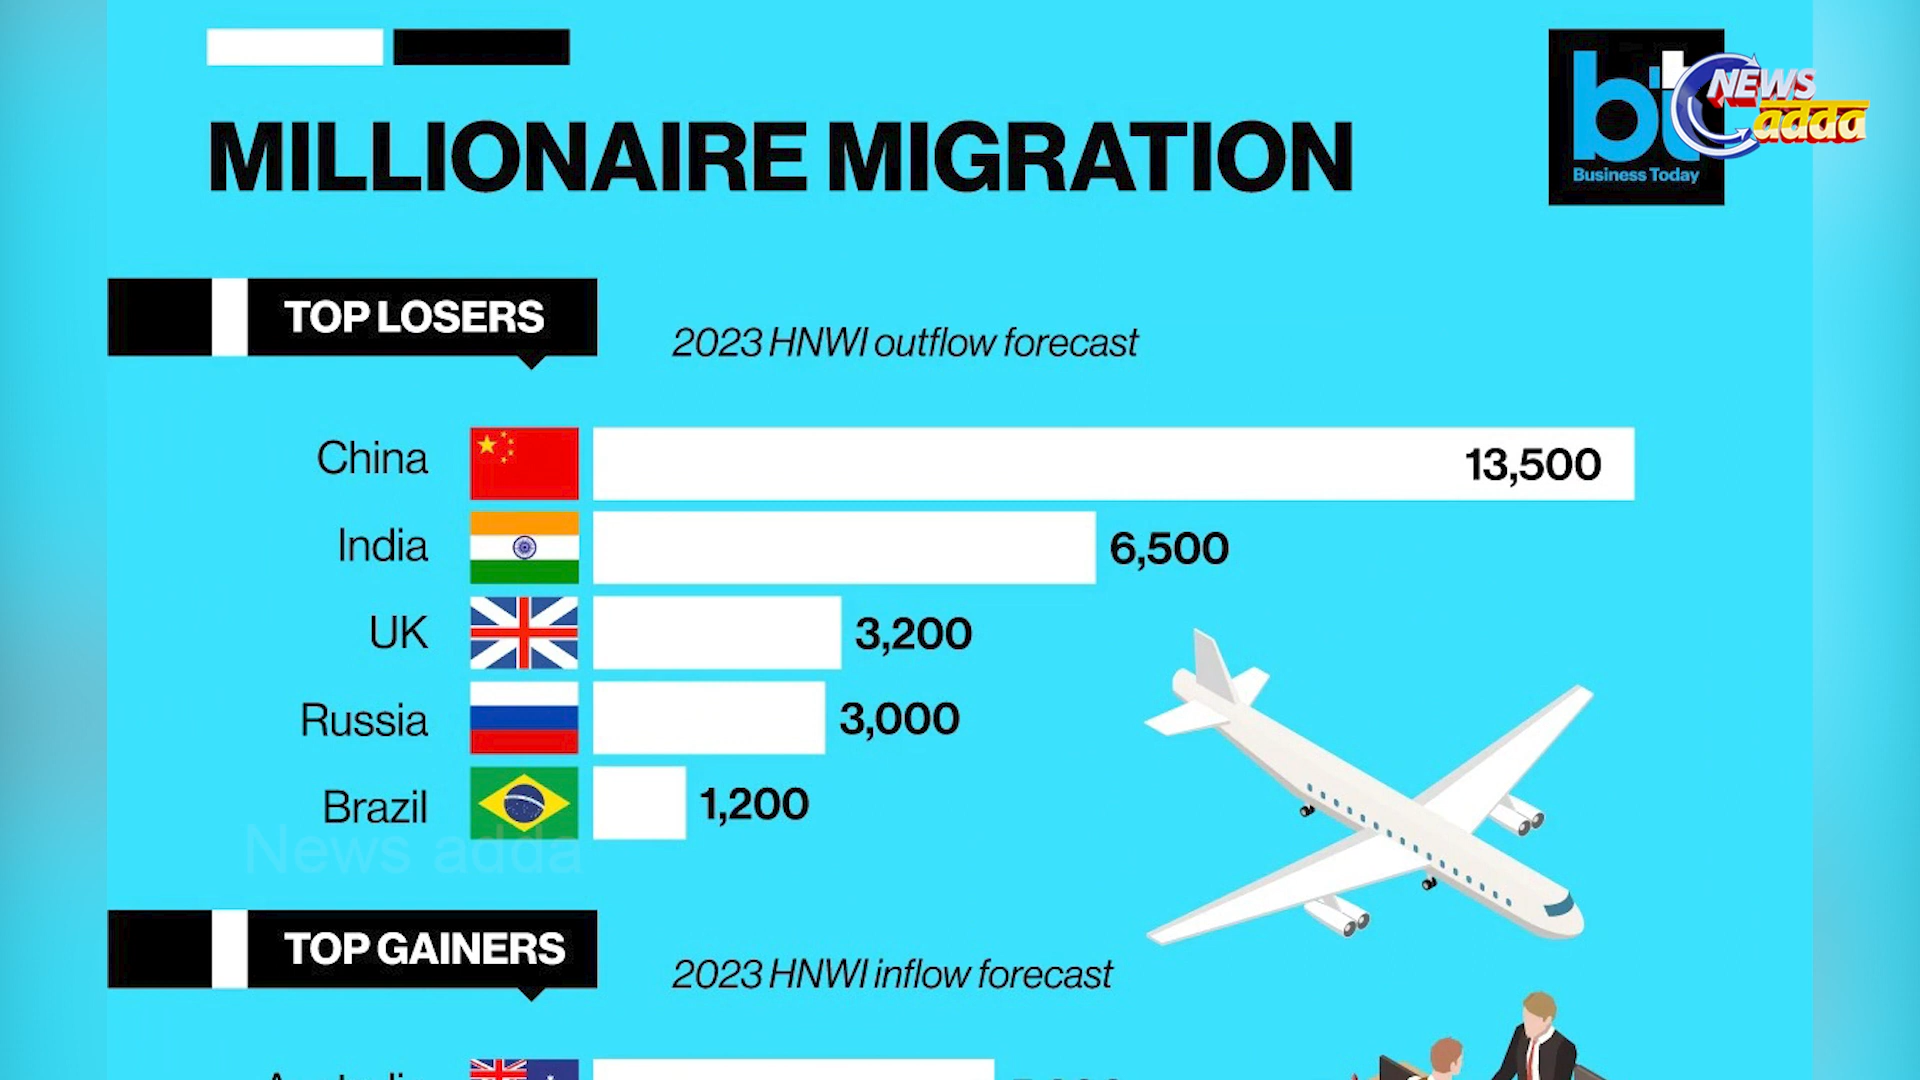 MILLIONAIRE MIGRATION
bt
Business Today
NEWS
adda
TOP LOSERS
2023 HNWI outflow forecast
China
13,500
India
6,500
UK
3,200
Russia
3,000
Brazil
1,200
News adda
TOP GAINERS
2023 HNWI inflow forecast